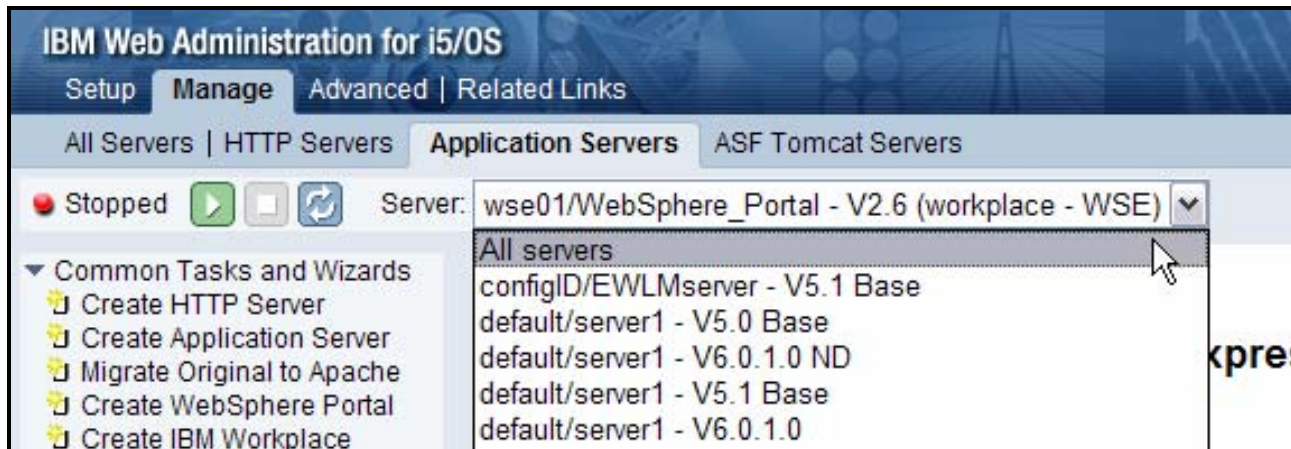 IBM Web Administration for i5/OS
Setup Manage Advanced | Related Links
All Servers | HTTP Servers Application Servers ASF Tomcat Servers
Stopped Server: wse01/WebSphere_Portal - V2.6 (workplace - WSE)
All servers
Common Tasks and Wizards
configID/EWLMserver - V5.1 Base
Create HTTP Server
default/server1 - V5.0 Base
Create Application Server
default/server1 - V6.0.1.0 ND
Migrate Original to Apache
default/server1 - V5.1 Base
Create WebSphere Portal
default/server1 - V6.0.1.0
Create IBM Workplace